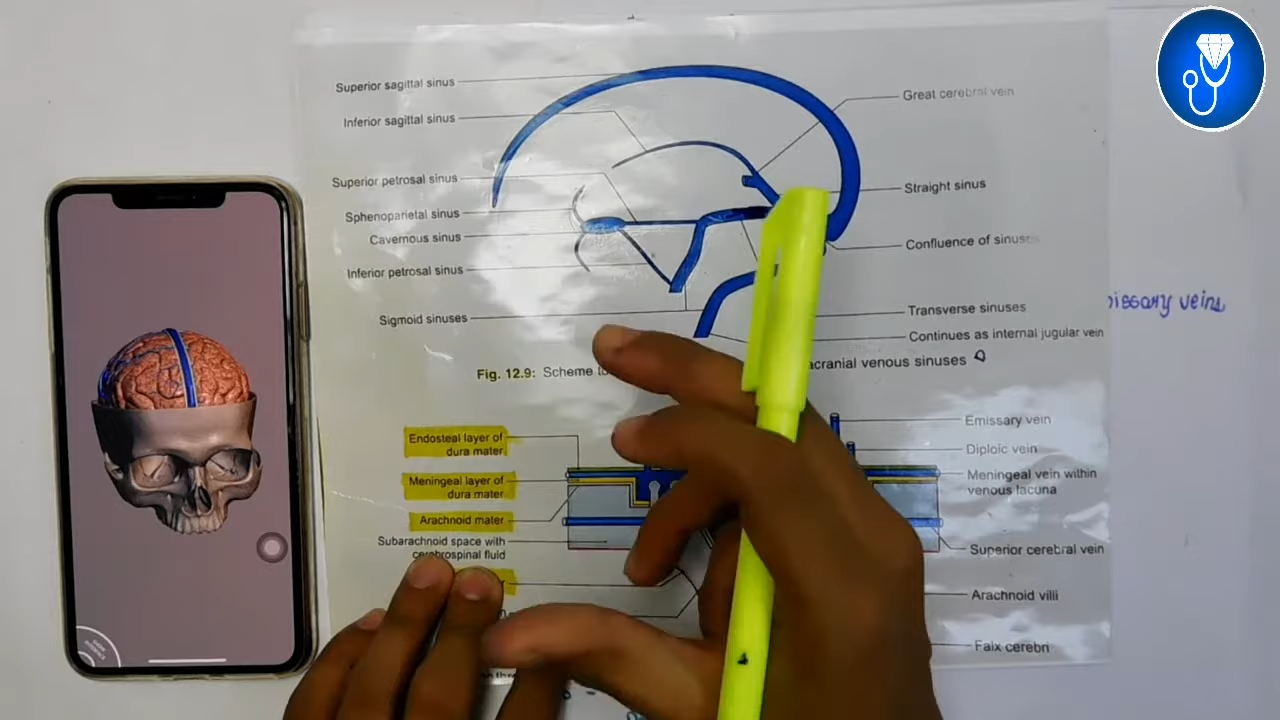 Superior sagittal sinus
Inferior sagittal sinus
Superior petrosal sinus
Sphenoparietal sinus
Cavernous sinus
Inferior petrosal sinus
Sigmoid sinuses
Great cerebral vein
Straight sinus
Confluence of sinuses
Transverse sinuses
Continues as internal jugular vein
Fig. 12.9: Scheme
acranial venous sinuses
issary veins
Endosteal layer of
dura mater
Meningeal layer of
dura mater
Arachnoid mater
Subarachnoid space with
cerebrospinal fluid
Emissary vein
Diploic vein
Meningeal vein within
venous lacuna
Superior cerebral vein
Arachnoid villi
Falx cerebri